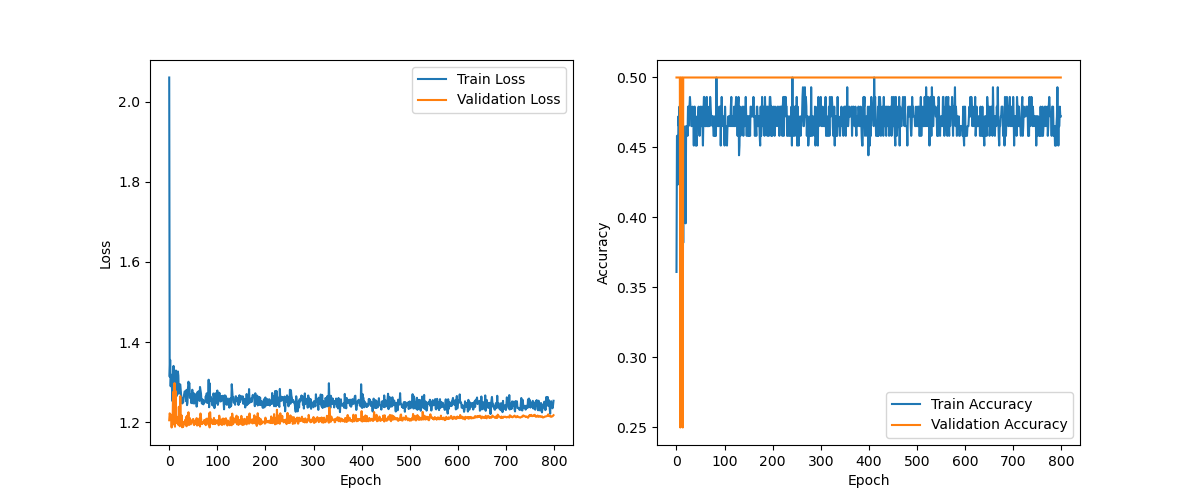 2.0
1.8
1.6
1.4
1.2
0 100 200 300 400 500 600 700 800
Epoch
Loss
Train Loss
Validation Loss
0.50
0.45
0.40
0.35
0.30
0.25
0 100 200 300 400 500 600 700 800
Epoch
Accuracy
Train Accuracy
Validation Accuracy